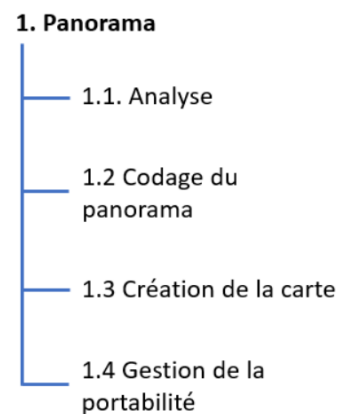 1. Panorama
1.1. Analyse
1.2 Codage du
panorama
1.3 Création de la carte
1.4 Gestion de la
portabilité